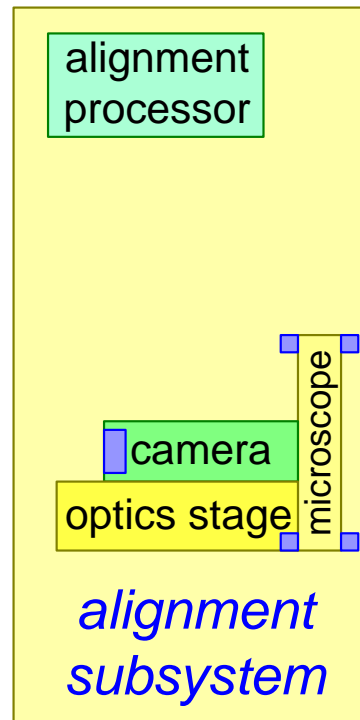 alignment
processor
microscope
camera
optics stage
alignment
subsystem